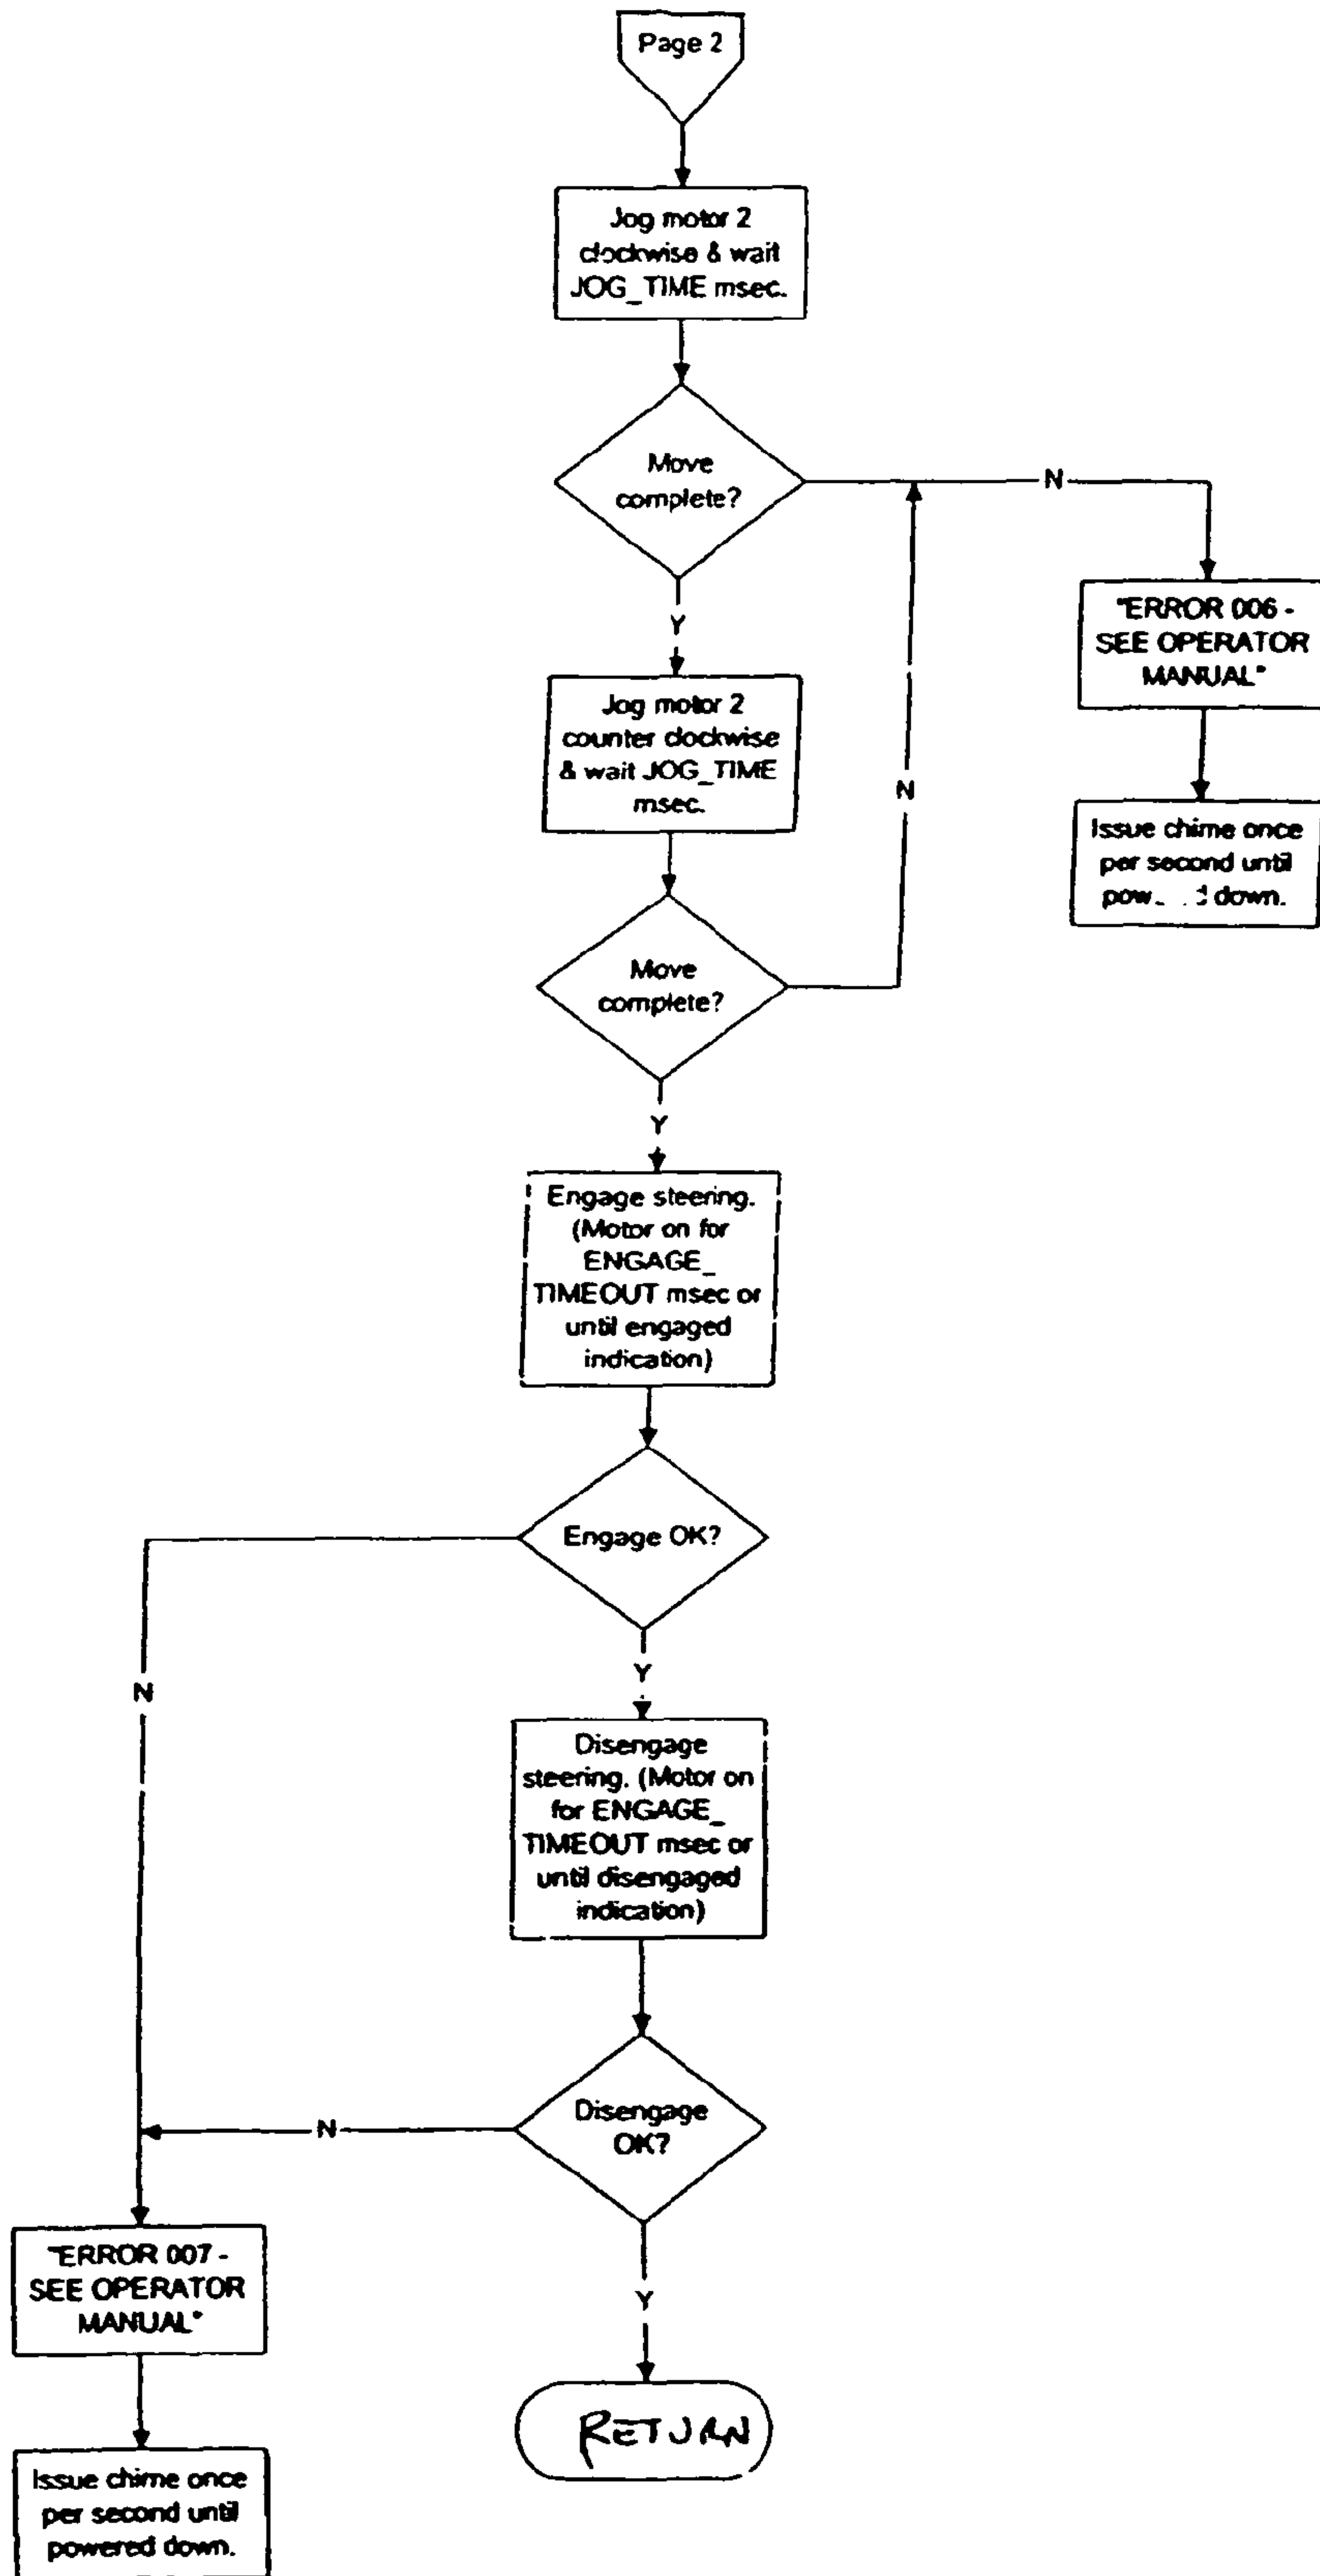 Page 2
Jog motor 2
clockwise & wait
JOG_TIME msec.
Move
complete?
N
"ERROR 006 -
SEE OPERATOR
MANUAL"
Y
Jog motor 2
counter clockwise
& wait JOG_TIME
msec.
N
Issue chime once
per second until
down.
Move
complete?
Y
Engage steering.
(Motor on for
ENGAGE_
TIMEOUT msec or
until engaged
indication)
Engage OK?
N
Y
Disengage
steering. (Motor on
for ENGAGE_
TIMEOUT msec or
until disengaged
indication)
Disengage
OK?
N
"ERROR 007 -
SEE OPERATOR
MANUAL"
Y
RETURN
Issue chime once
per second until
powered down.